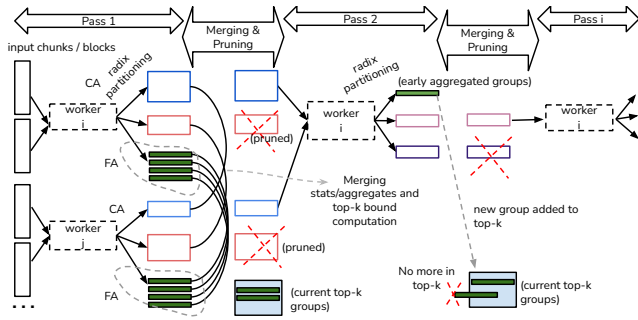 Pass 1
Merging &
Pruning
Pass 2
Merging &
Pruning
Pass i
input chunks / blocks
CA
radix
partitioning
worker
i
FA
(pruned)
radix
partitioning
worker
i
(early aggregated groups)
worker
i
CA
worker
j
FA
Merging
stats/aggregates and
top-k bound
computation
(pruned)
(current top-k
groups)
new group added to
top-k
No more in
top-k
(current top-k
groups)
...